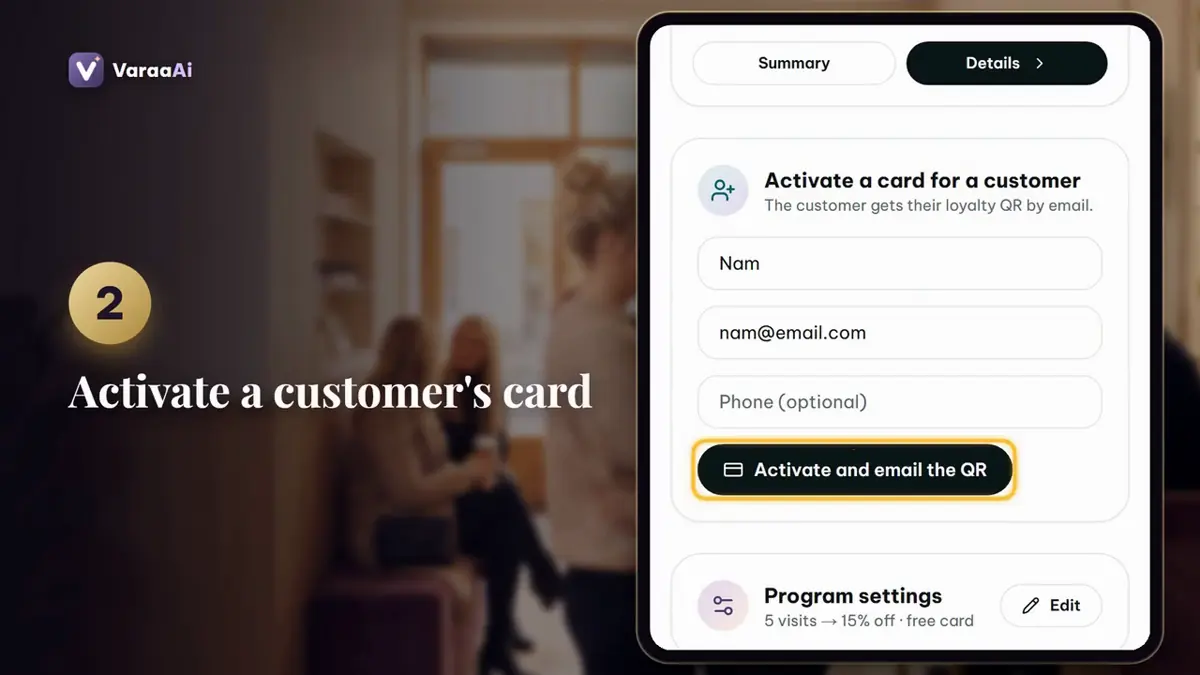 VaraaAi
2
Activate a customer's card
Summary
Details
Activate a card for a customer
The customer gets their loyalty QR by email.
Nam
nam@email.com
Phone (optional)
Activate and email the QR
Program settings
5 visits → 15% off · free card
Edit